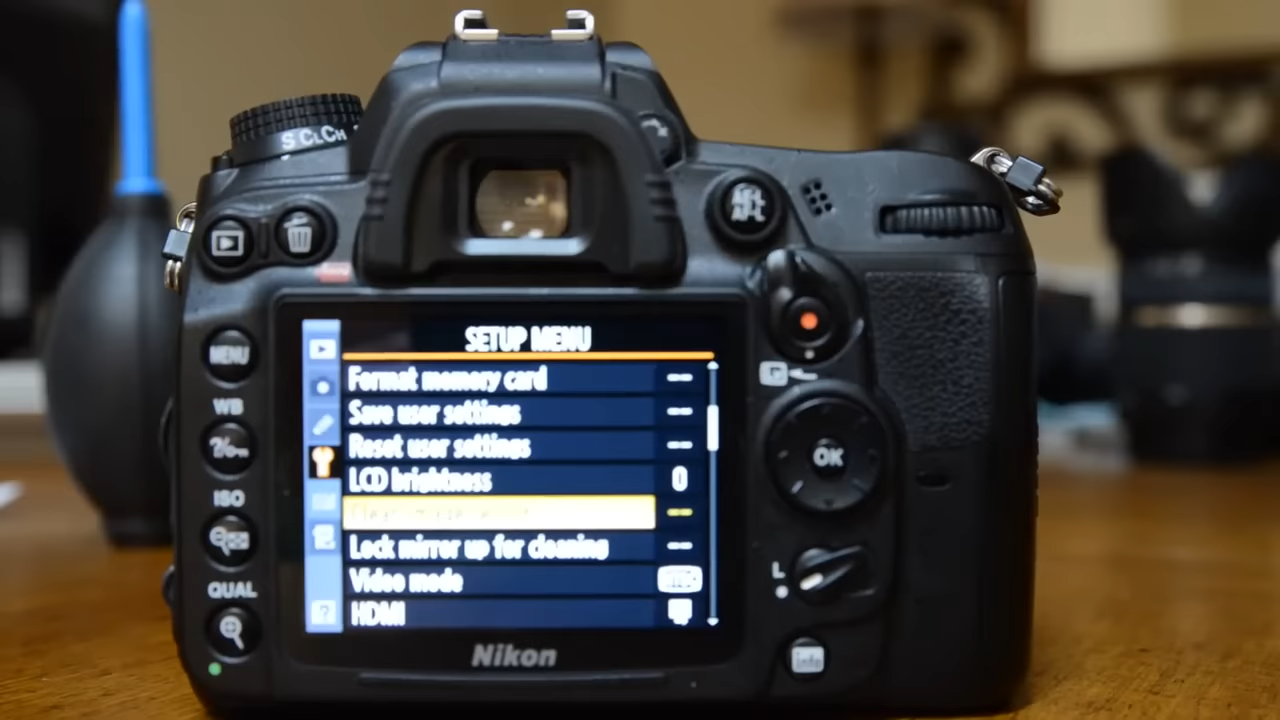 S CL CH
AE-L
AF-L
MENU
WB
ISO
QUAL
SETUP MENU
Format memory card --
Save user settings --
Reset user settings --
LCD brightness 0
--
Lock mirror up for cleaning --
Video mode
HDMI
?
OK
L
info
Nikon